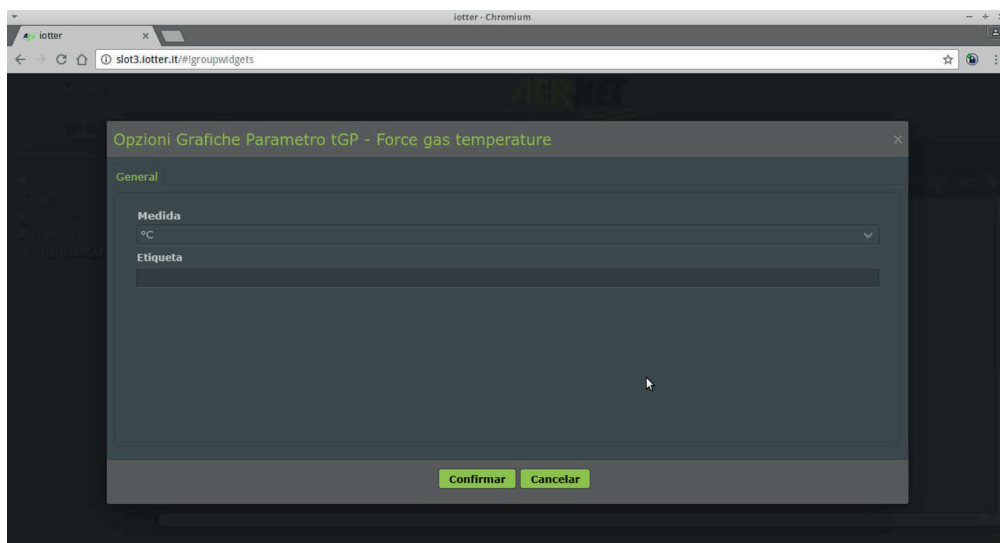 iotter - Chromium
iotter
slot3.iotter.it/#!groupwidgets
AERNET
Opzioni Grafiche Parametro tGP - Force gas temperature
General
Medida
°C
Etiqueta
Confirmar Cancelar